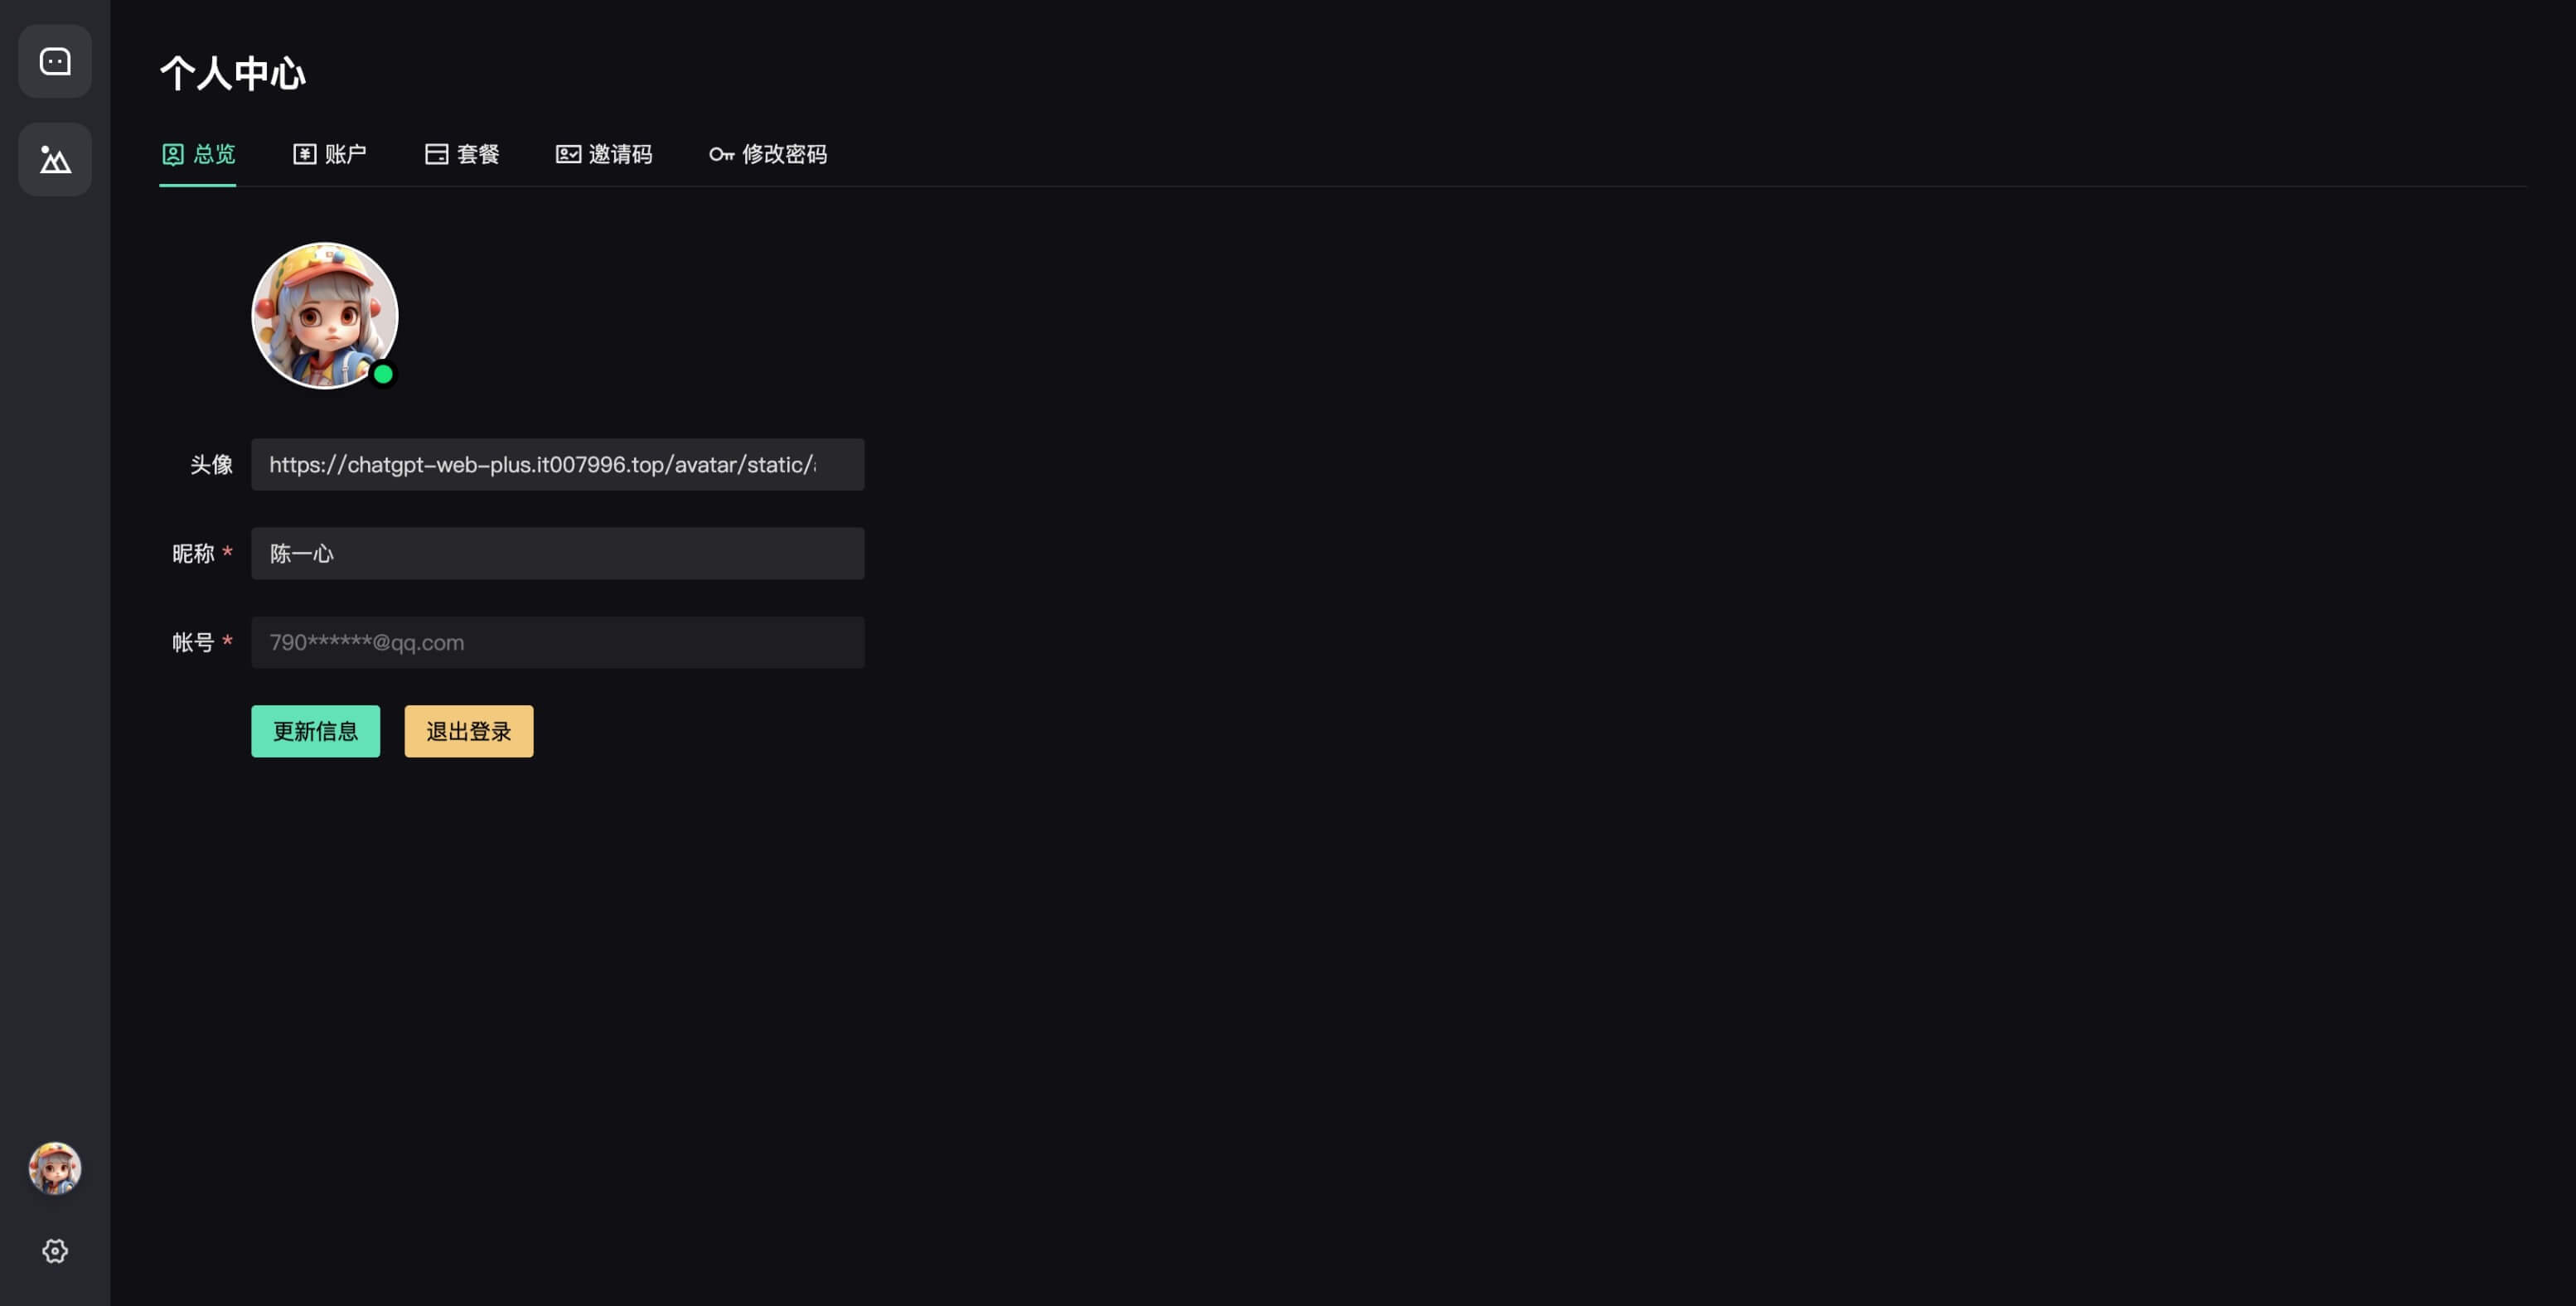 个人中心
总览 账户 套餐 邀请码 修改密码
头像 https://chatgpt-web-plus.it007996.top/avatar/static/
昵称 * 陈一心
帐号 * 790******@qq.com
更新信息 退出登录